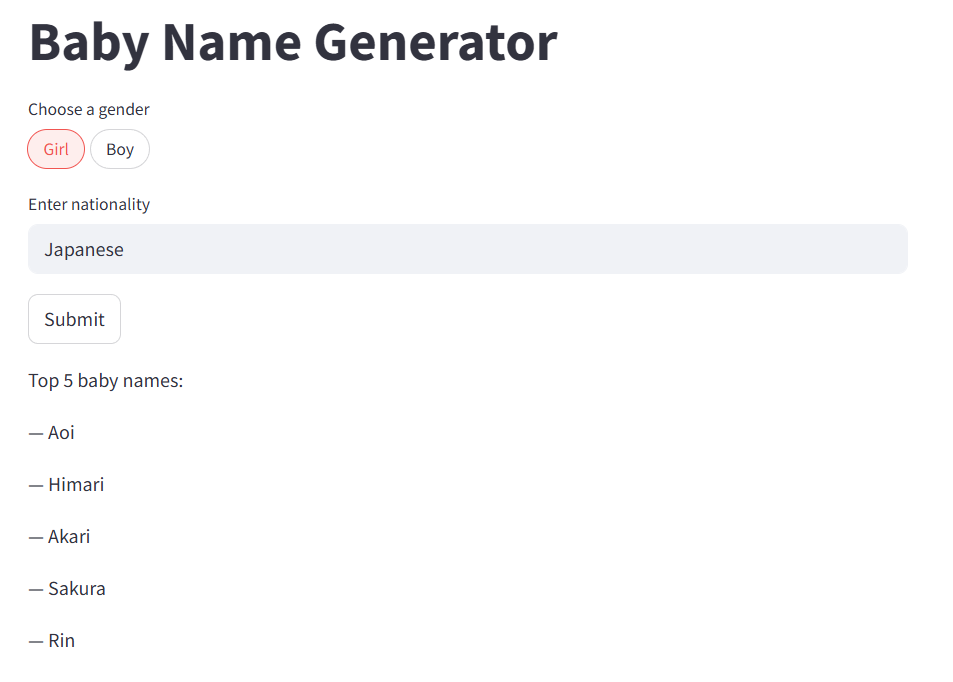 Baby Name Generator
Choose a gender
Girl Boy
Enter nationality
Japanese
Submit
Top 5 baby names:
— Aoi
— Himari
— Akari
— Sakura
— Rin